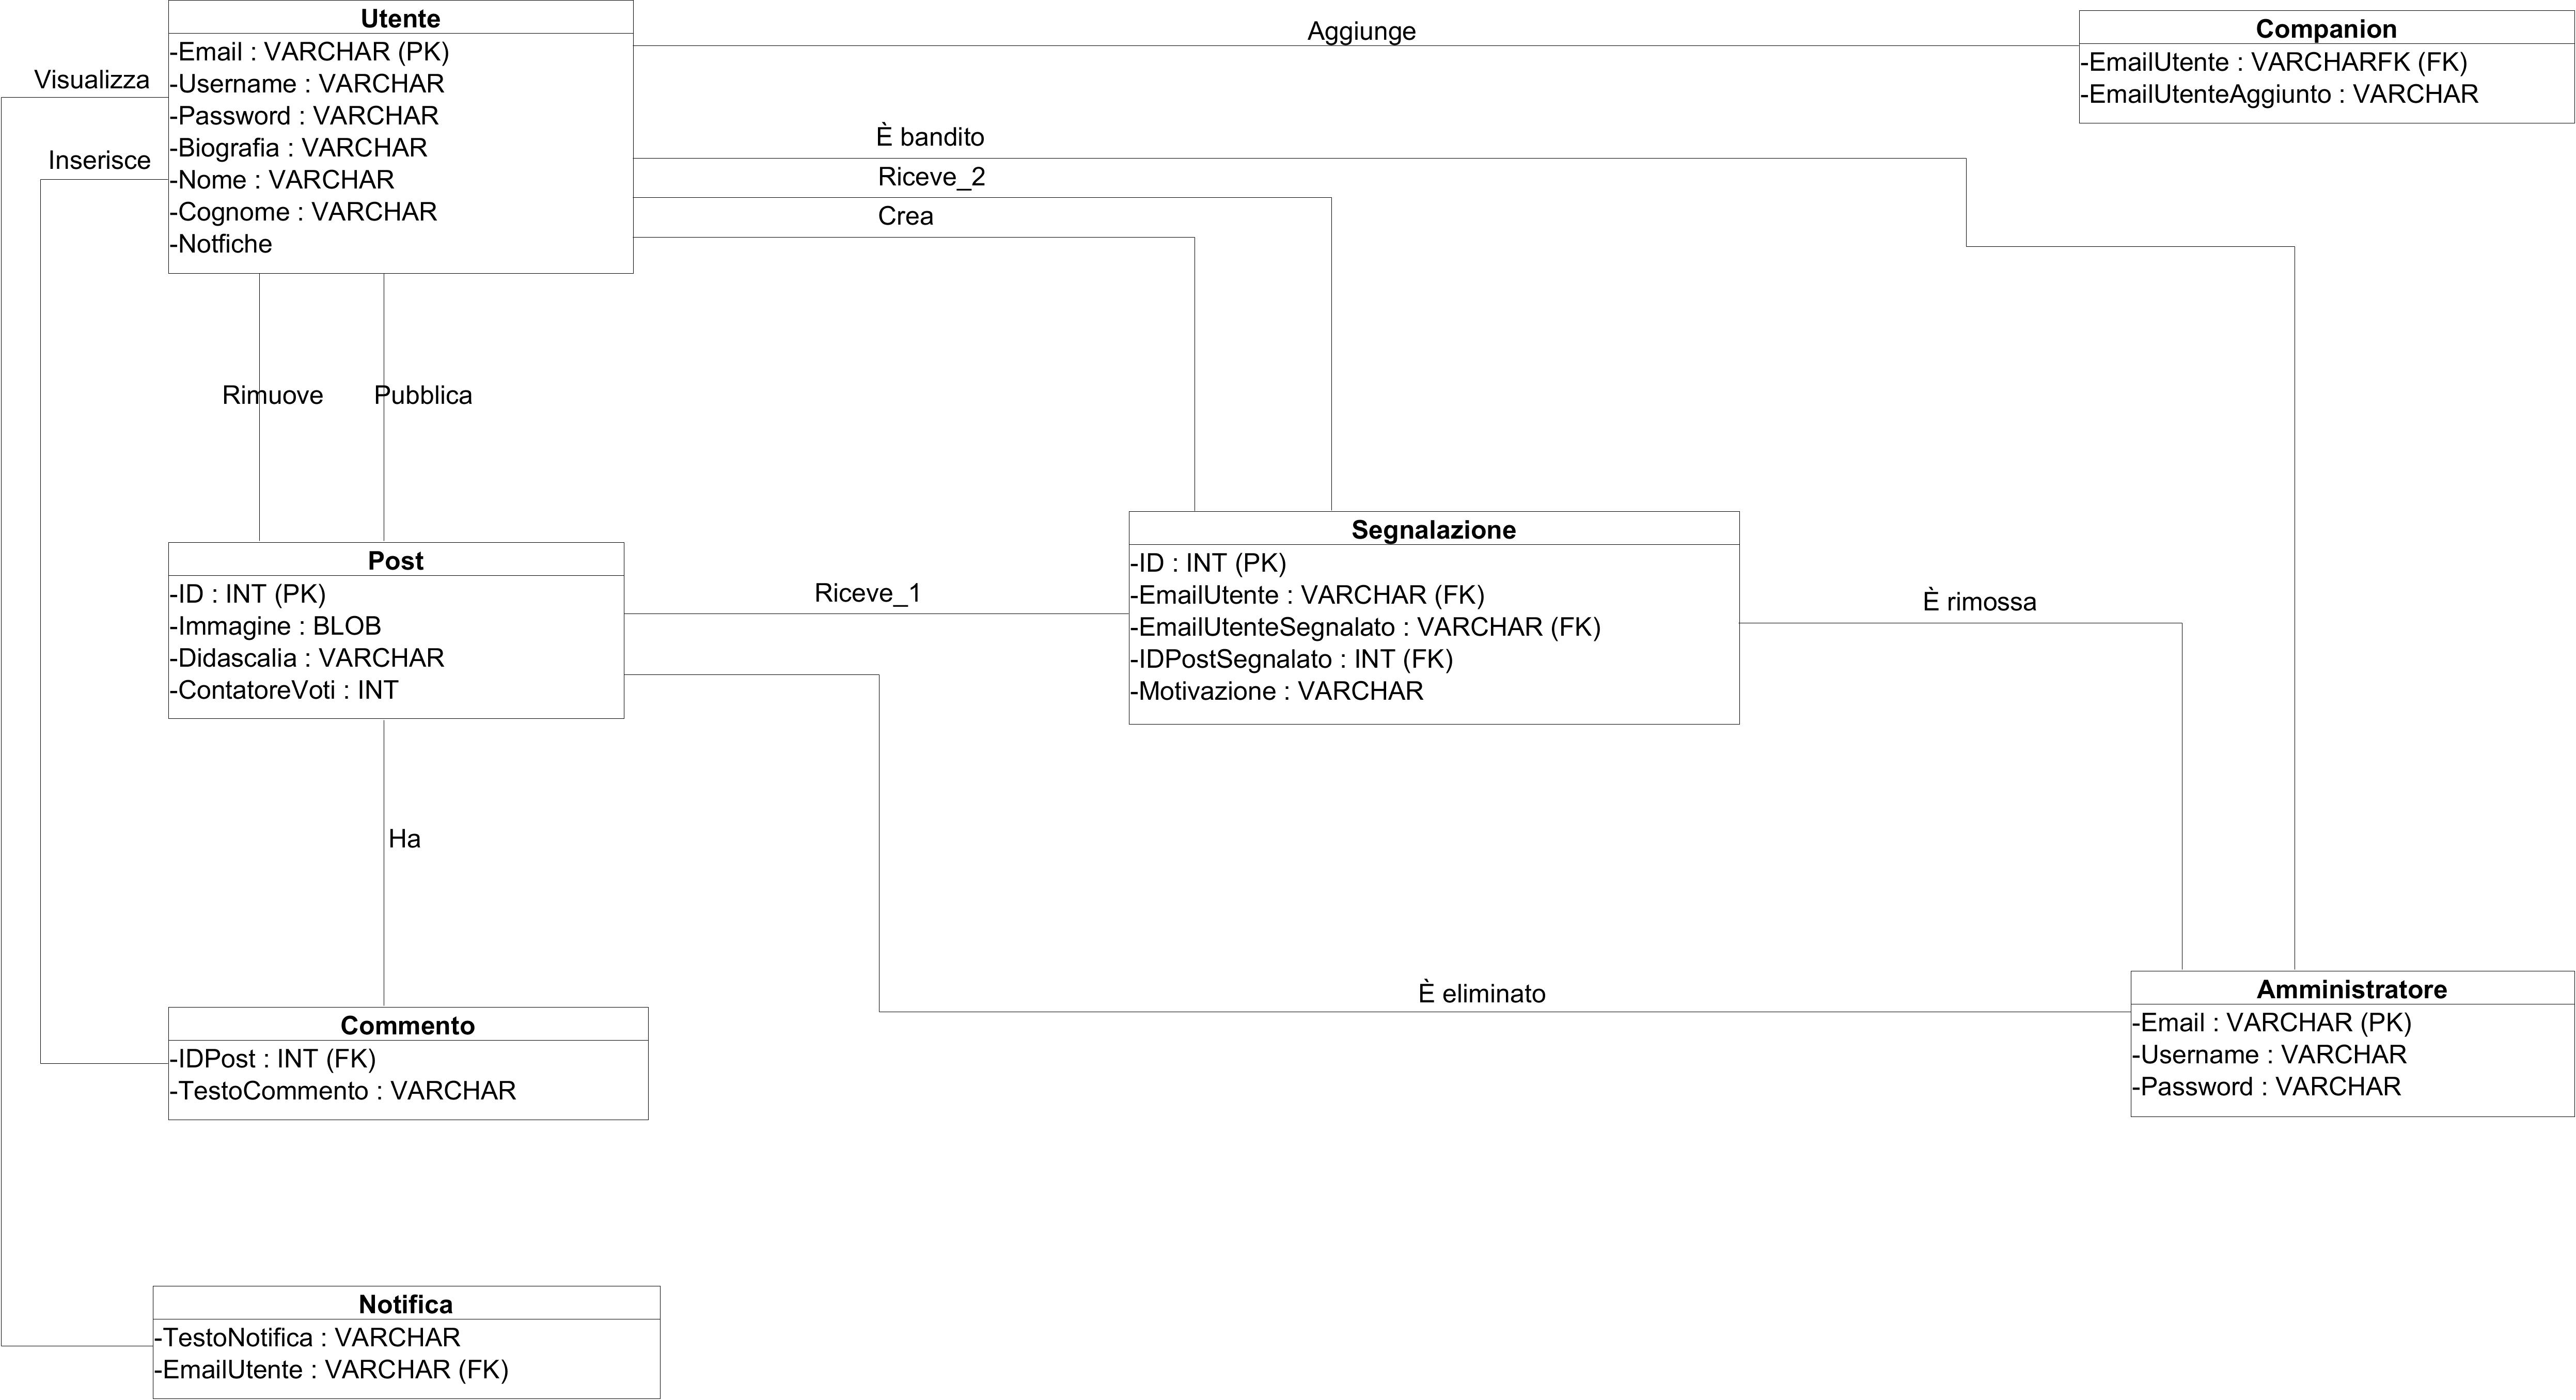 Utente
-Email : VARCHAR (PK)
-Username : VARCHAR
-Password : VARCHAR
-Biografia : VARCHAR
-Nome : VARCHAR
-Cognome : VARCHAR
-Notfiche
Aggiunge
Companion
-EmailUtente : VARCHARFK (FK)
-EmailUtenteAggiunto : VARCHAR
Visualizza
Inserisce
È bandito
Riceve_2
Crea
Rimuove
Pubblica
Post
-ID : INT (PK)
-Immagine : BLOB
-Didascalia : VARCHAR
-ContatoreVoti : INT
Riceve_1
Segnalazione
-ID : INT (PK)
-EmailUtente : VARCHAR (FK)
-EmailUtenteSegnalato : VARCHAR (FK)
-IDPostSegnalato : INT (FK)
-Motivazione : VARCHAR
È rimossa
Ha
È eliminato
Amministratore
-Email : VARCHAR (PK)
-Username : VARCHAR
-Password : VARCHAR
Commento
-IDPost : INT (FK)
-TestoCommento : VARCHAR
Notifica
-TestoNotifica : VARCHAR
-EmailUtente : VARCHAR (FK)